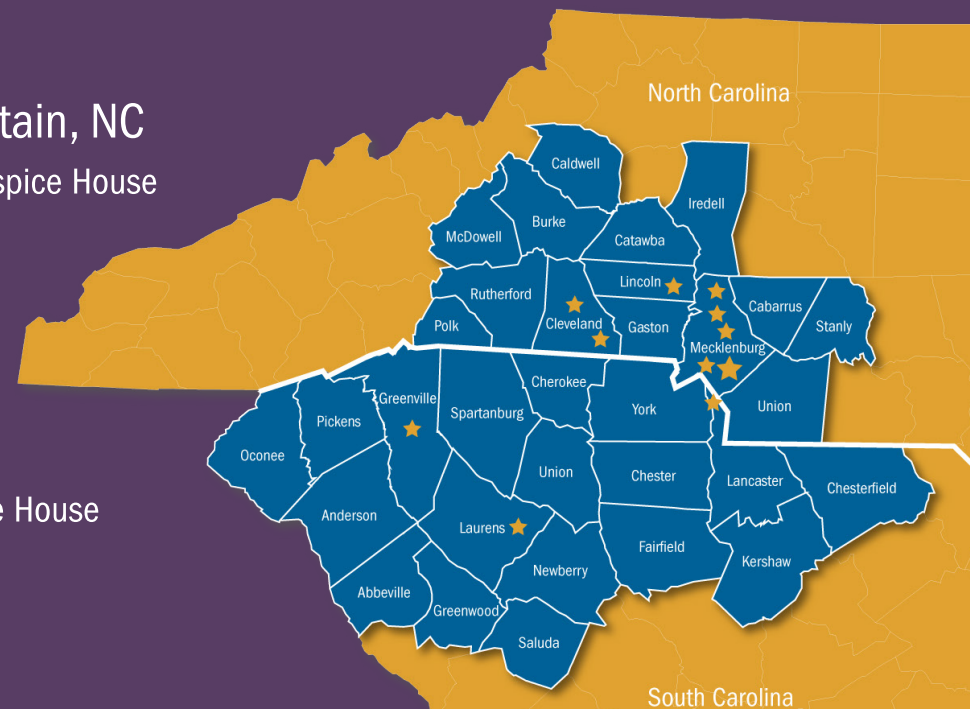 North Carolina
tain, NC
spice House
Caldwell
Iredell
Burke
McDowell
Catawba
Lincoln
Rutherford
Cabarrus
Cleveland
Polk
Gaston
Stanly
Mecklenburg
Cherokee
Greenville
Union
York
Spartanburg
Pickens
Oconee
Union
Chester
Lancaster
Chesterfield
e House
Anderson
Laurens
Fairfield
Kershaw
Newberry
Abbeville
Greenwood
Saluda
South Carolina